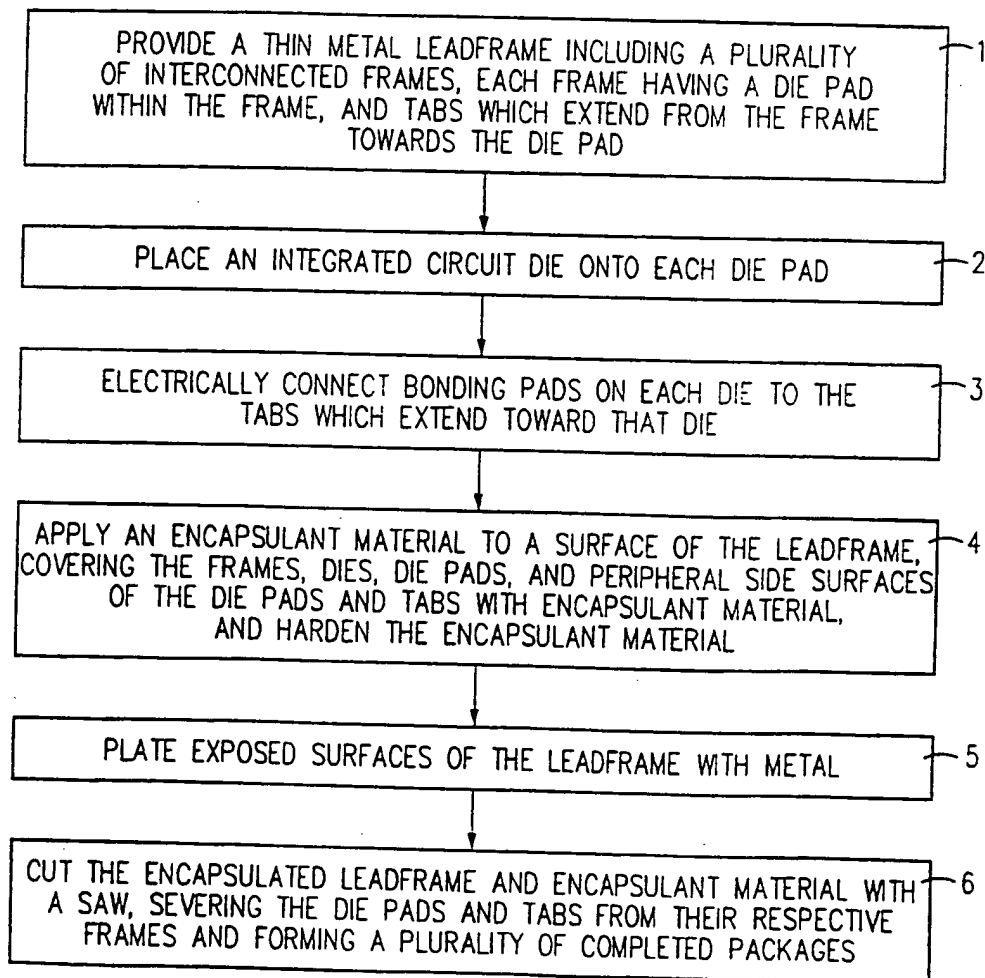 PROVIDE A THIN METAL LEADFRAME INCLUDING A PLURALITY
OF INTERCONNECTED FRAMES, EACH FRAME HAVING A DIE PAD
WITHIN THE FRAME, AND TABS WHICH EXTEND FROM THE FRAME
TOWARDS THE DIE PAD
1
PLACE AN INTEGRATED CIRCUIT DIE ONTO EACH DIE PAD
2
ELECTRICALLY CONNECT BONDING PADS ON EACH DIE TO THE
TABS WHICH EXTEND TOWARD THAT DIE
3
APPLY AN ENCAPSULANT MATERIAL TO A SURFACE OF THE LEADFRAME,
COVERING THE FRAMES, DIES, DIE PADS, AND PERIPHERAL SIDE SURFACES
OF THE DIE PADS AND TABS WITH ENCAPSULANT MATERIAL,
AND HARDEN THE ENCAPSULANT MATERIAL
4
PLATE EXPOSED SURFACES OF THE LEADFRAME WITH METAL
5
CUT THE ENCAPSULATED LEADFRAME AND ENCAPSULANT MATERIAL WITH
A SAW, SEVERING THE DIE PADS AND TABS FROM THEIR RESPECTIVE
FRAMES AND FORMING A PLURALITY OF COMPLETED PACKAGES
6